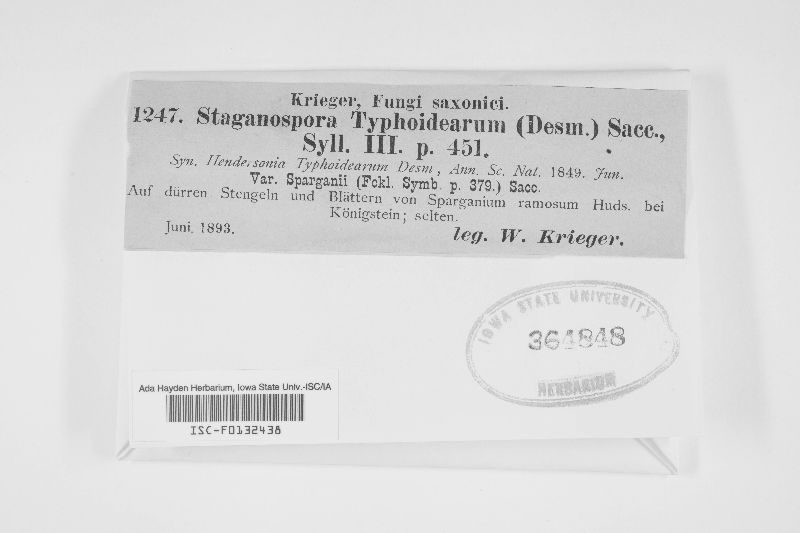 Krieger, Fungi saxonici.
1247. Staganospora Typhoidearum (Desm.) Sacc.,
Syll. III. p. 451.
Syn. Hendersonia Typhoidearum Desm, Ann. Sc. Nat. 1849. Jun.
Var. Sparganii (Fckl. Symb. p. 379.) Sacc.
Auf dürren Stengeln und Blättern von Sparganium ramosum Huds. bei
Königstein; selten.
Juni. 1893.
leg. W. Krieger.
IOWA STATE UNIVERSITY
364848
HERBARIUM
Ada Hayden Herbarium, Iowa State Univ.-ISC/IA
ISC-F0132438